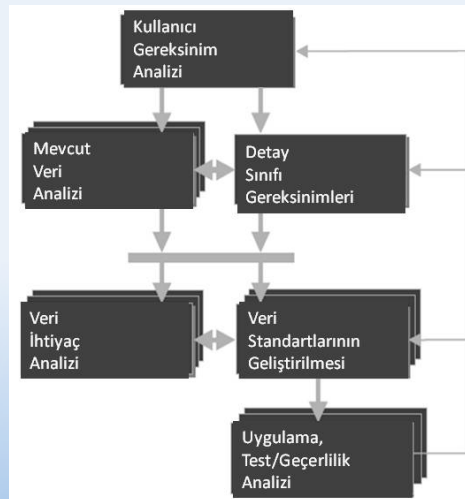 Kullanıcı
Gereksinim
Analizi
Mevcut
Veri
Analizi
Detay
Sınıfı
Gereksinimleri
Veri
İhtiyaç
Analizi
Veri
Standartlarının
Geliştirilmesi
Uygulama,
Test/Geçerlilik
Analizi